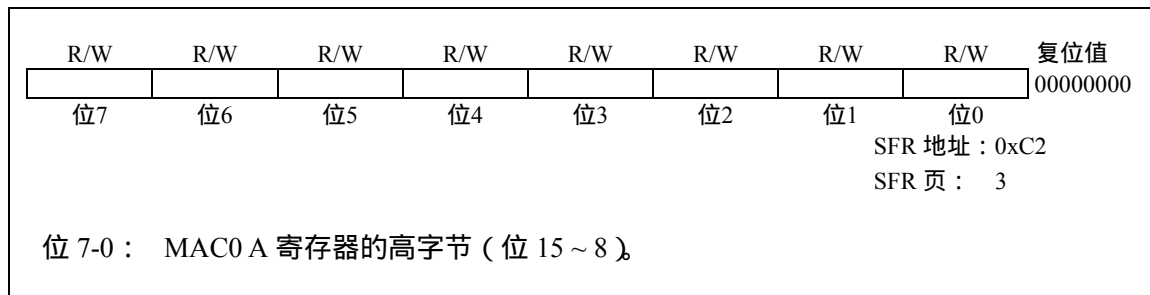 R/W R/W R/W R/W R/W R/W R/W R/W 复位值
00000000
位7 位6 位5 位4 位3 位2 位1 位0
SFR 地址：0xC2
SFR 页： 3
位 7-0： MAC0 A 寄存器的高字节（位 15 ~ 8）。